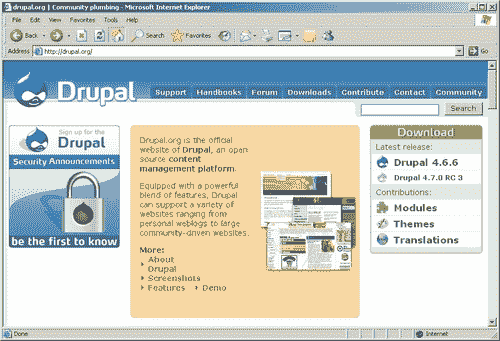 drupal.org | Community plumbing - Microsoft Internet Explorer
File Edit View Favorites Tools Help
Back Search Favorites
Address http://drupal.org/ Go
Drupal
Support Handbooks Forum Downloads Contribute Contact Community
Search
Sign up for the
Drupal
Security Announcements
be the first to know
Drupal.org is the official
website of Drupal, an open
source content
management platform.
Equipped with a powerful
blend of features, Drupal
can support a variety of
websites ranging from
personal weblogs to large
community-driven websites.
More:
About
Drupal
Screenshots
Features Demo
Download
Latest release:
Drupal 4.6.6
Drupal 4.7.0 RC 3
Contributions:
Modules
Themes
Translations
Done Internet